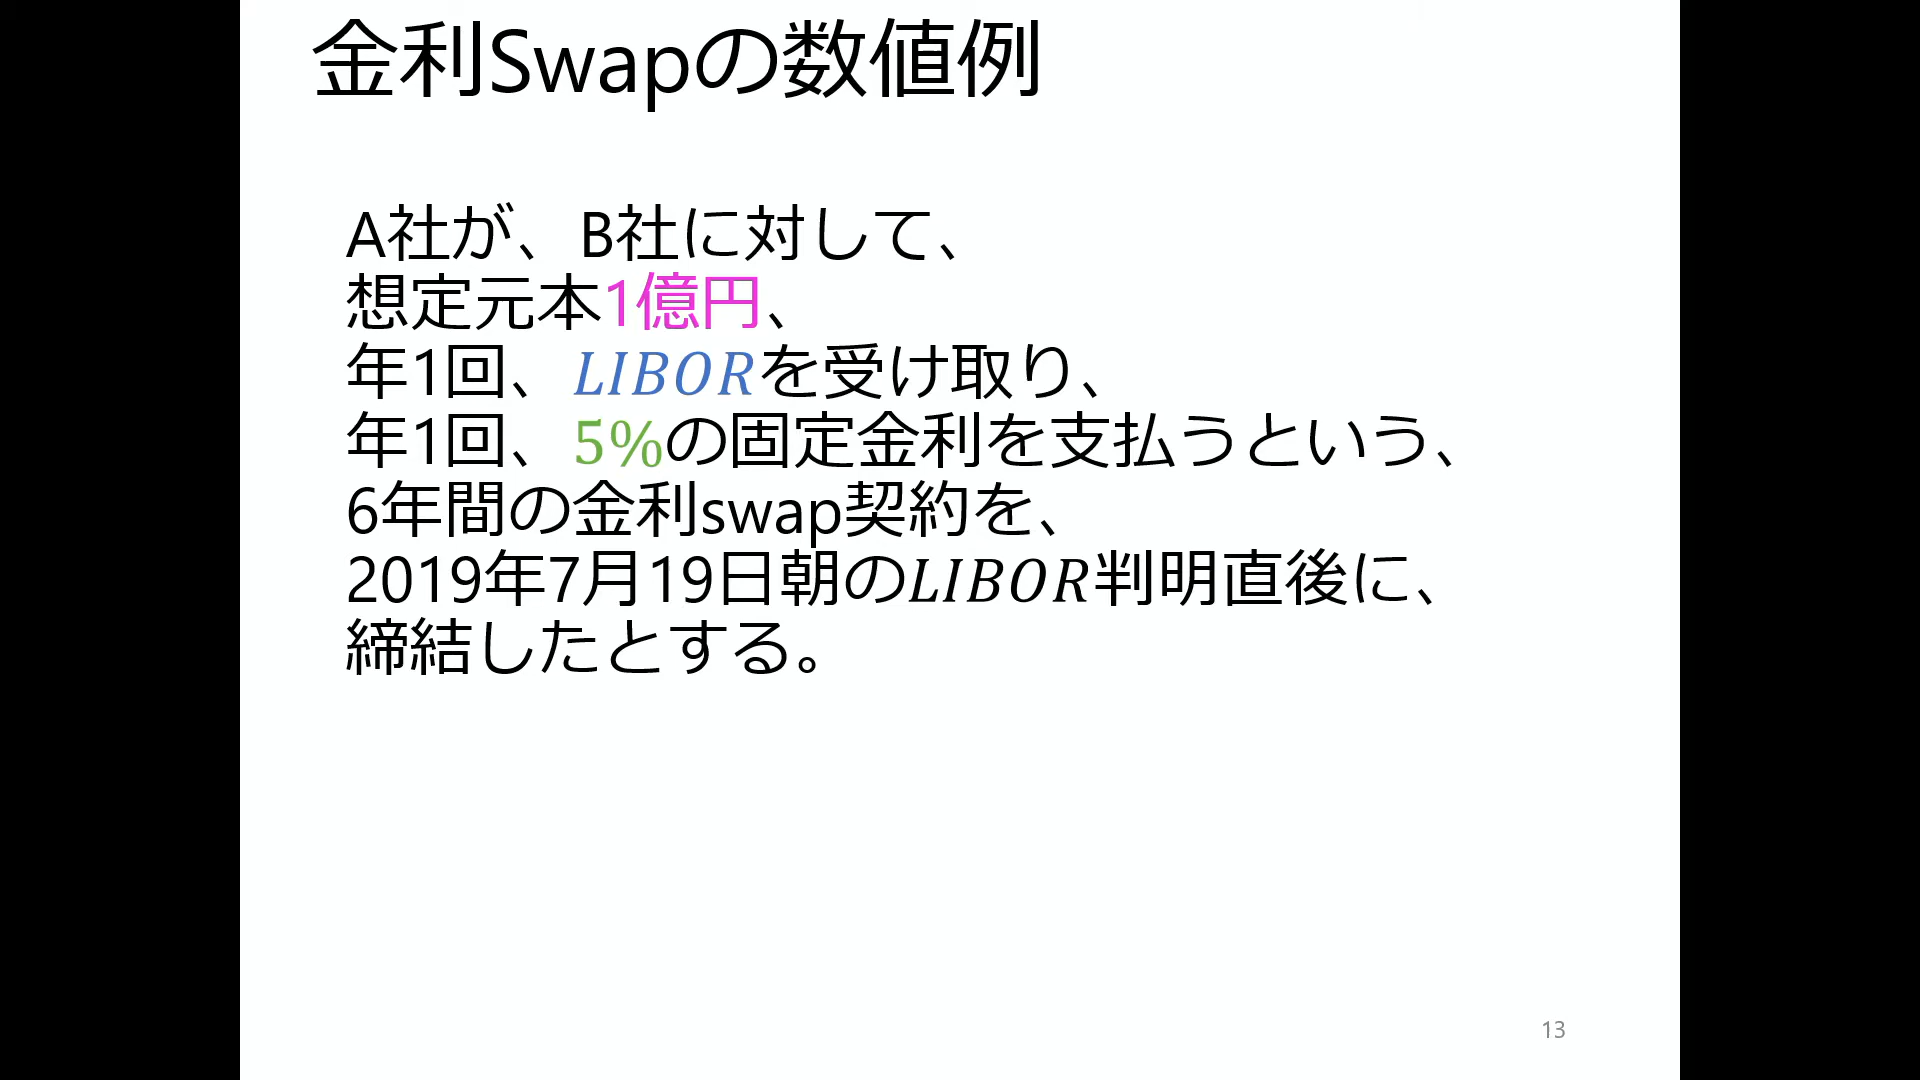 金利Swapの数値例
A社が、B社に対して、
想定元本1億円、
年1回、LIBORを受け取り、
年1回、5%の固定金利を支払うという、
6年間の金利swap契約を、
2019年7月19日朝のLIBOR判明直後に、
締結したとする。
13